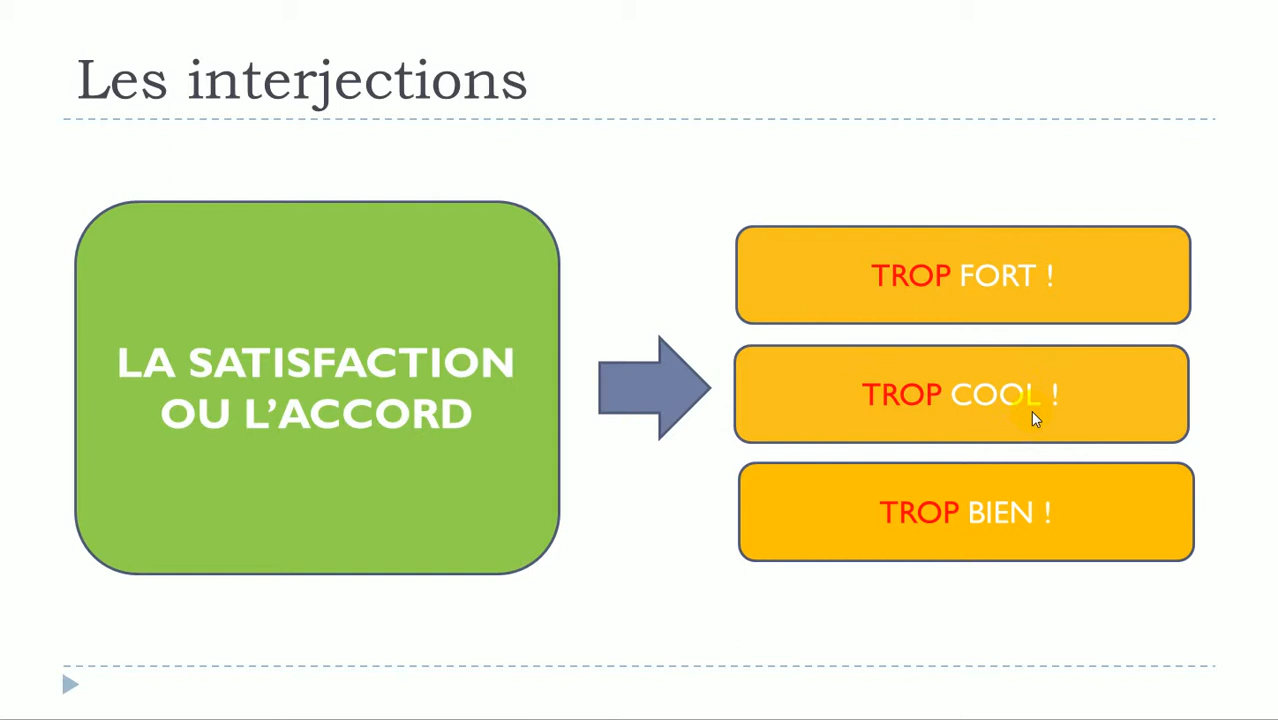 Les interjections
LA SATISFACTION
OU L'ACCORD
TROP FORT !
TROP COOL !
TROP BIEN !